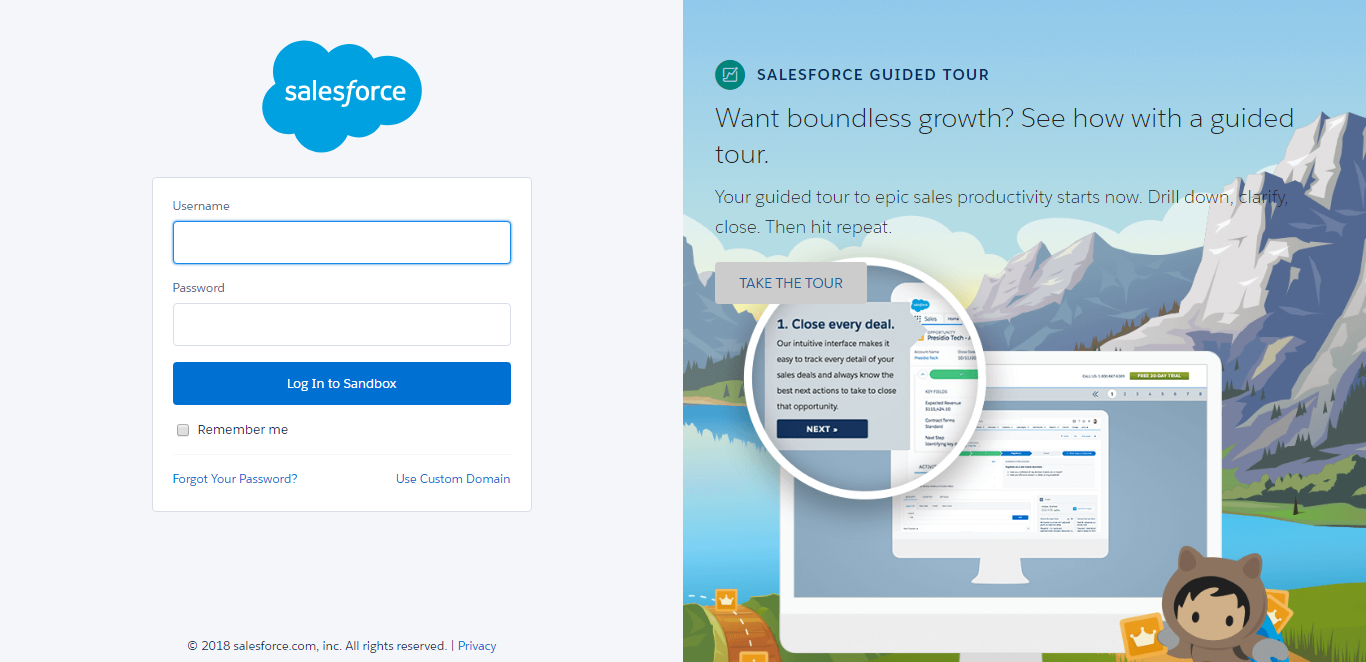 salesforce
Username
Password
Log In to Sandbox
Remember me
Forgot Your Password? Use Custom Domain
© 2018 salesforce.com, inc. All rights reserved. | Privacy
SALESFORCE GUIDED TOUR
Want boundless growth? See how with a guided
tour.
Your guided tour to epic sales productivity starts now. Drill down, clarify,
close. Then hit repeat.
TAKE THE TOUR
1. Close every deal.
Our intuitive interface makes it
easy to track every detail of your
sales deals and always know the
best next actions to take to close
that opportunity.
NEXT »
Sales Home
OPPORTUNITY
Presidio Tech -
Account Name
Presidio Tech
KEY FIELDS
Expected Revenue
Contract Terms
Standard
Next Step
Identifying key
FREE 30-DAY TRIAL
1 2 3 4 5 6 7 8